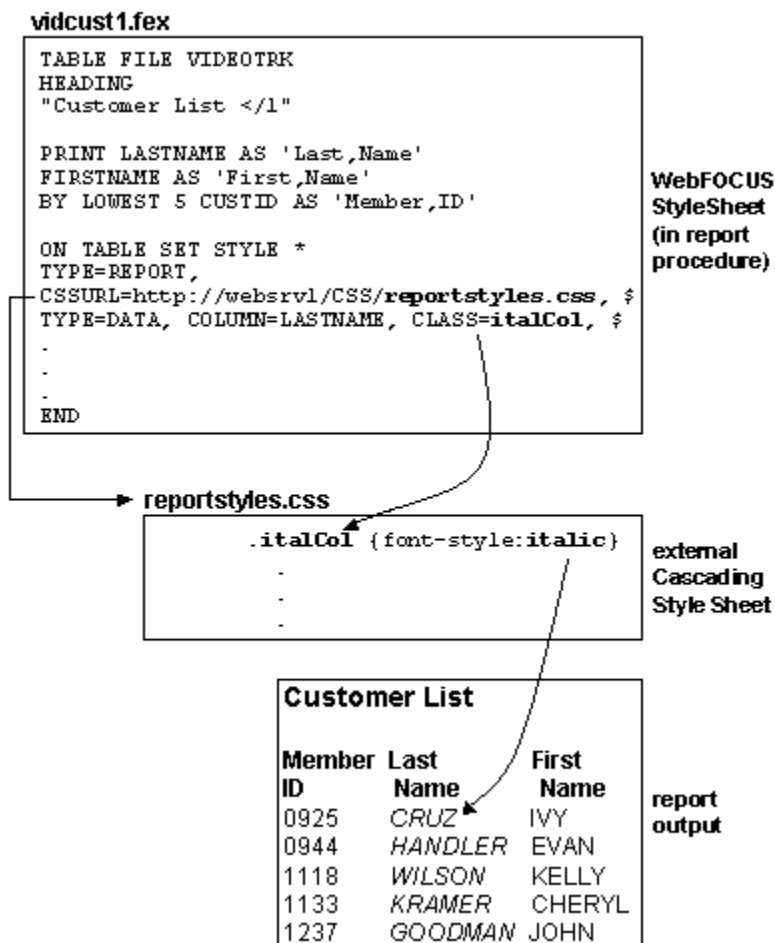 vidcust1.fex
TABLE FILE VIDEOTRK
HEADING
"Customer List </1"
PRINT LASTNAME AS 'Last,Name'
FIRSTNAME AS 'First,Name'
BY LOWEST 5 CUSTID AS 'Member,ID'
ON TABLE SET STYLE *
TYPE=REPORT,
CSSURL=http://websrvl/CSS/reportstyles.css, $
TYPE=DATA, COLUMN=LASTNAME, CLASS=italCol, $
.
.
.
END
WebFOCUS
StyleSheet
(in report
procedure)
reportstyles.css
.italCol {font-style:italic}
.
.
.
external
Cascading
Style Sheet
Customer List
Member Last First
ID Name Name
0925 CRUZ IVY
0944 HANDLER EVAN
1118 WILSON KELLY
1133 KRAMER CHERYL
1237 GOODMAN JOHN
report
output